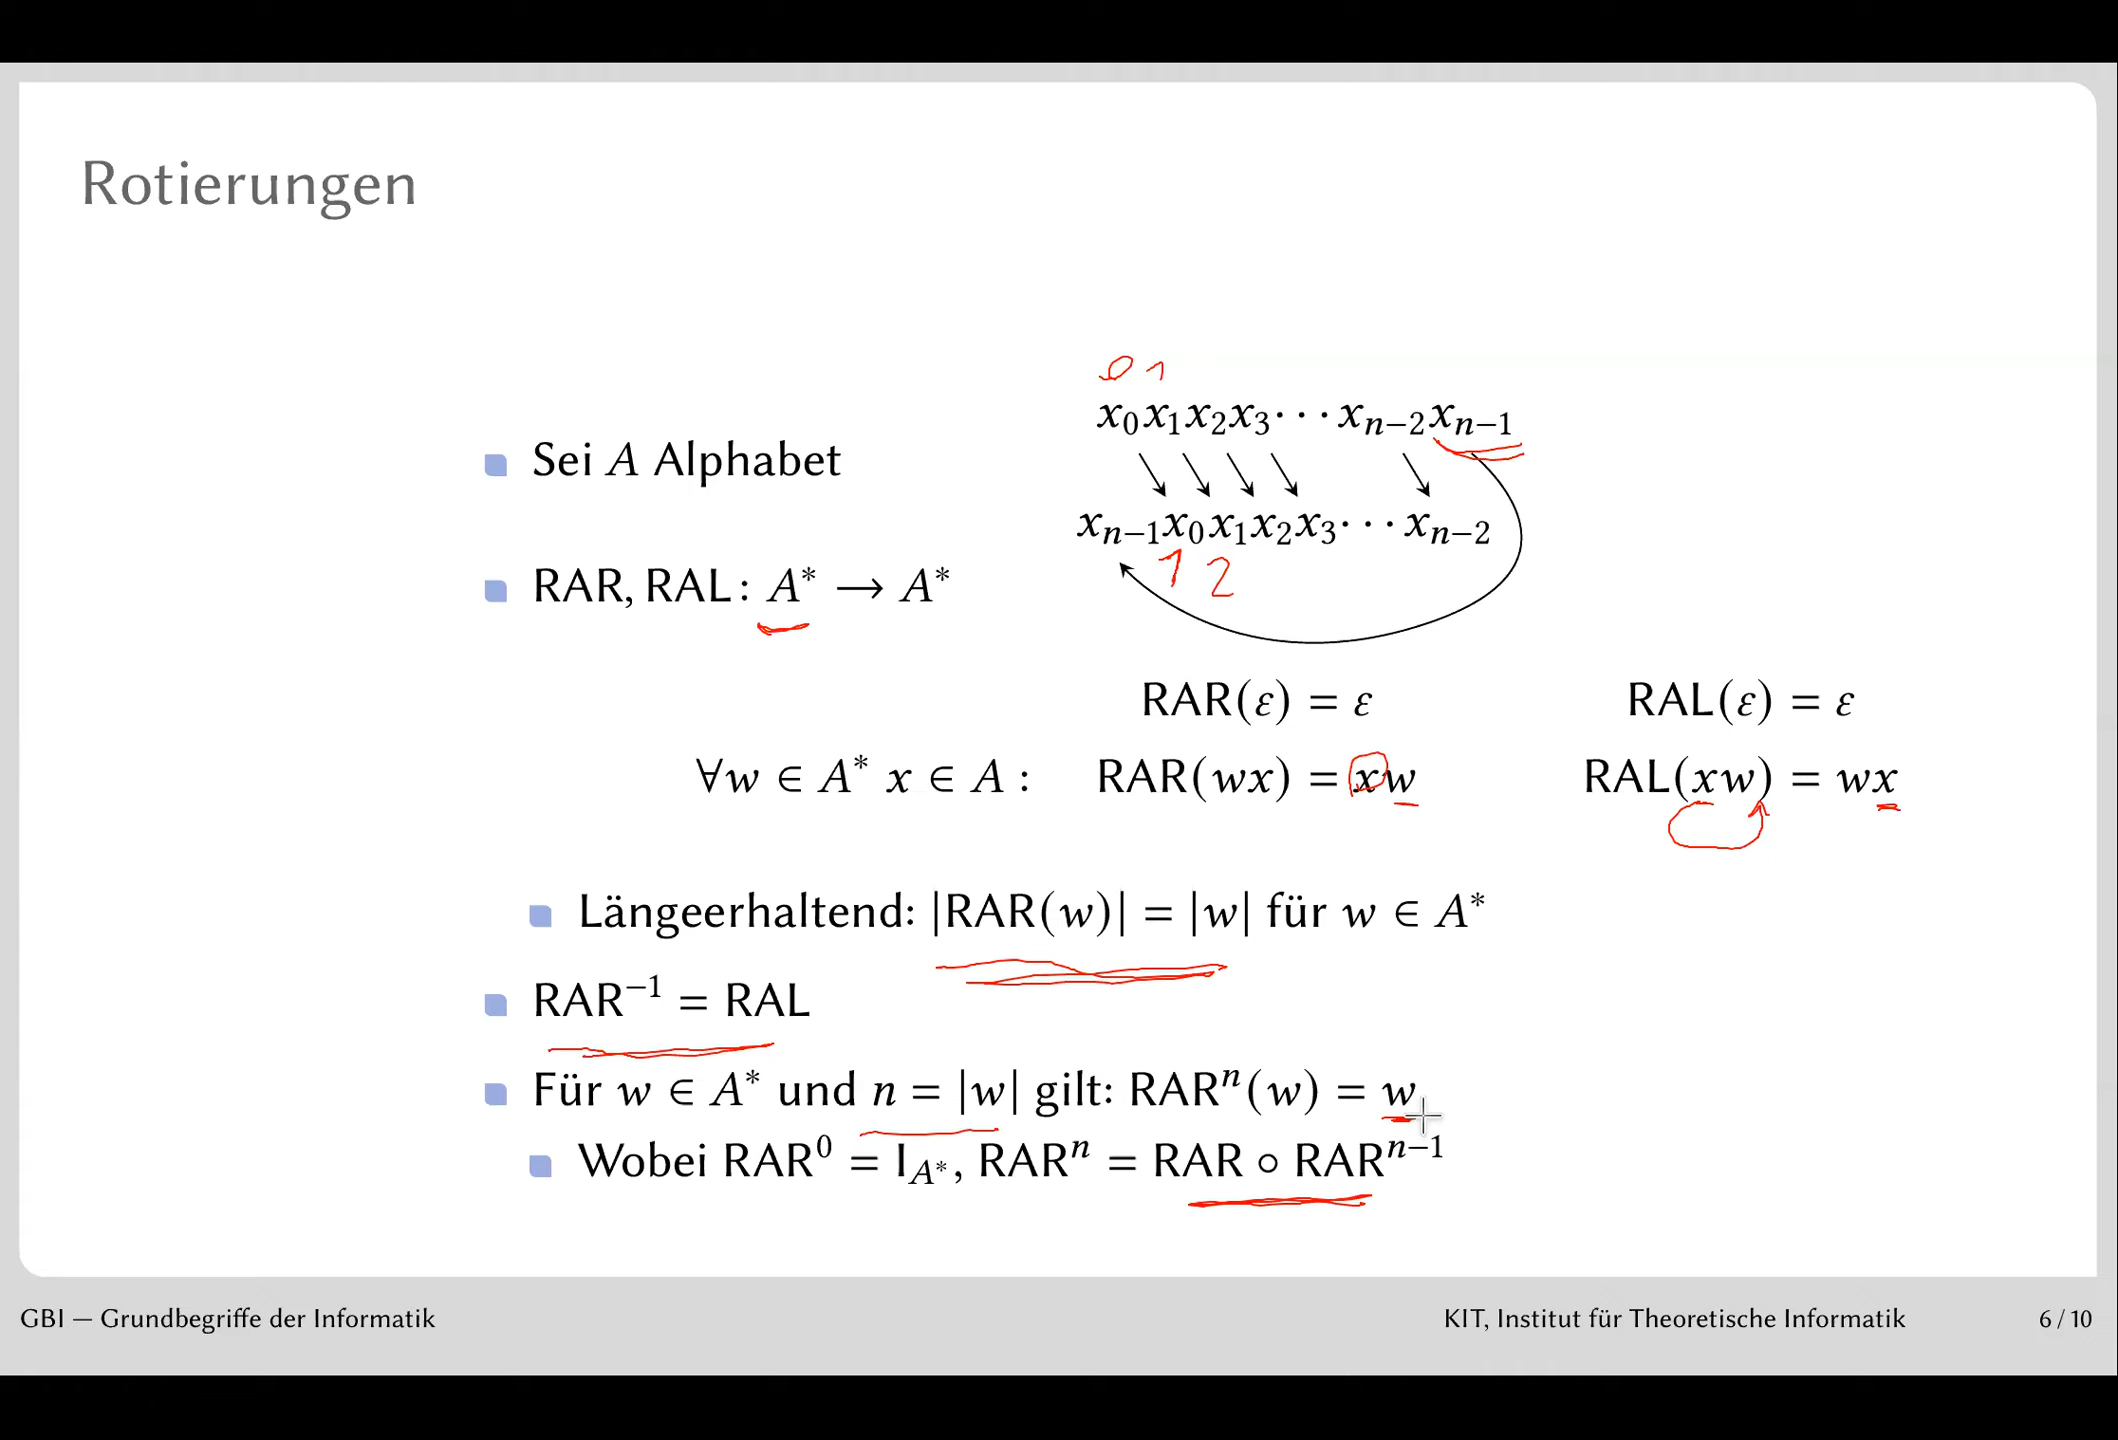 Rotierungen
0 1
x₀x₁x₂x₃⋯xₙ₋₂xₙ₋₁
Sei A Alphabet
xₙ₋₁x₀x₁x₂x₃⋯xₙ₋₂
1 2
RAR, RAL: A* → A*
RAR(ε) = ε RAL(ε) = ε
∀w ∈ A* x ∈ A : RAR(wx) = xw RAL(xw) = wx
Längeerhaltend: |RAR(w)| = |w| für w ∈ A*
RAR⁻¹ = RAL
Für w ∈ A* und n = |w| gilt: RARⁿ(w) = w
Wobei RAR⁰ = I_{A*}, RARⁿ = RAR ∘ RARⁿ⁻¹
GBI — Grundbegriffe der Informatik KIT, Institut für Theoretische Informatik 6 / 10